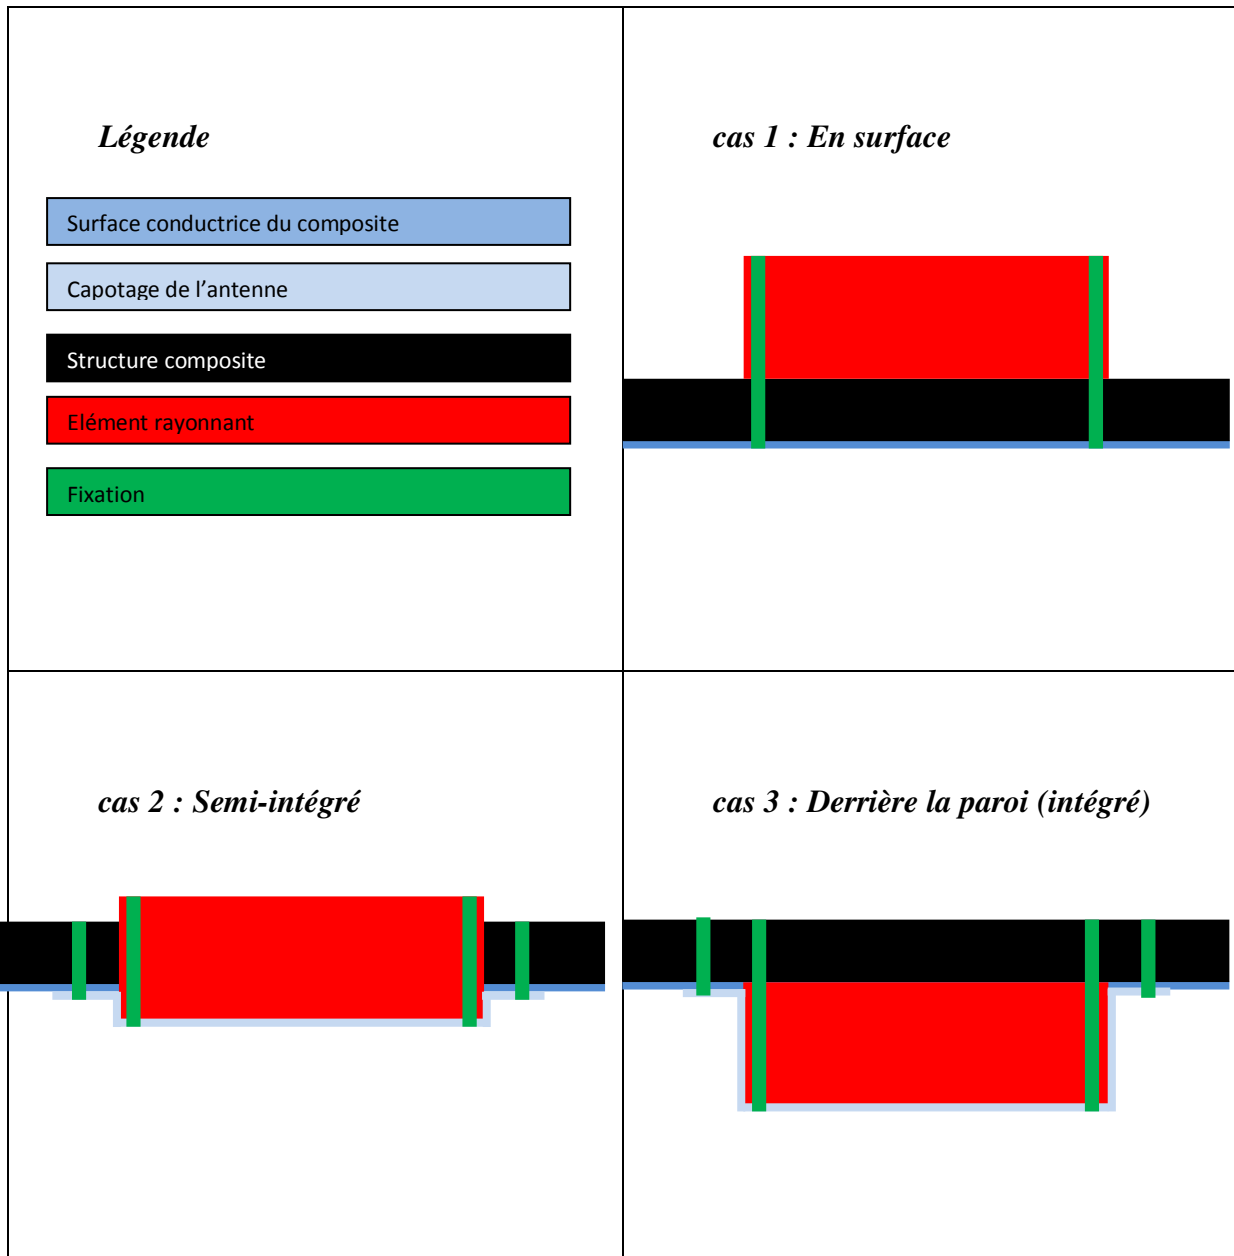 Légende
Surface conductrice du composite
Capotage de l'antenne
Structure composite
Elément rayonnant
Fixation
cas 1 : En surface
cas 2 : Semi-intégré
cas 3 : Derrière la paroi (intégré)